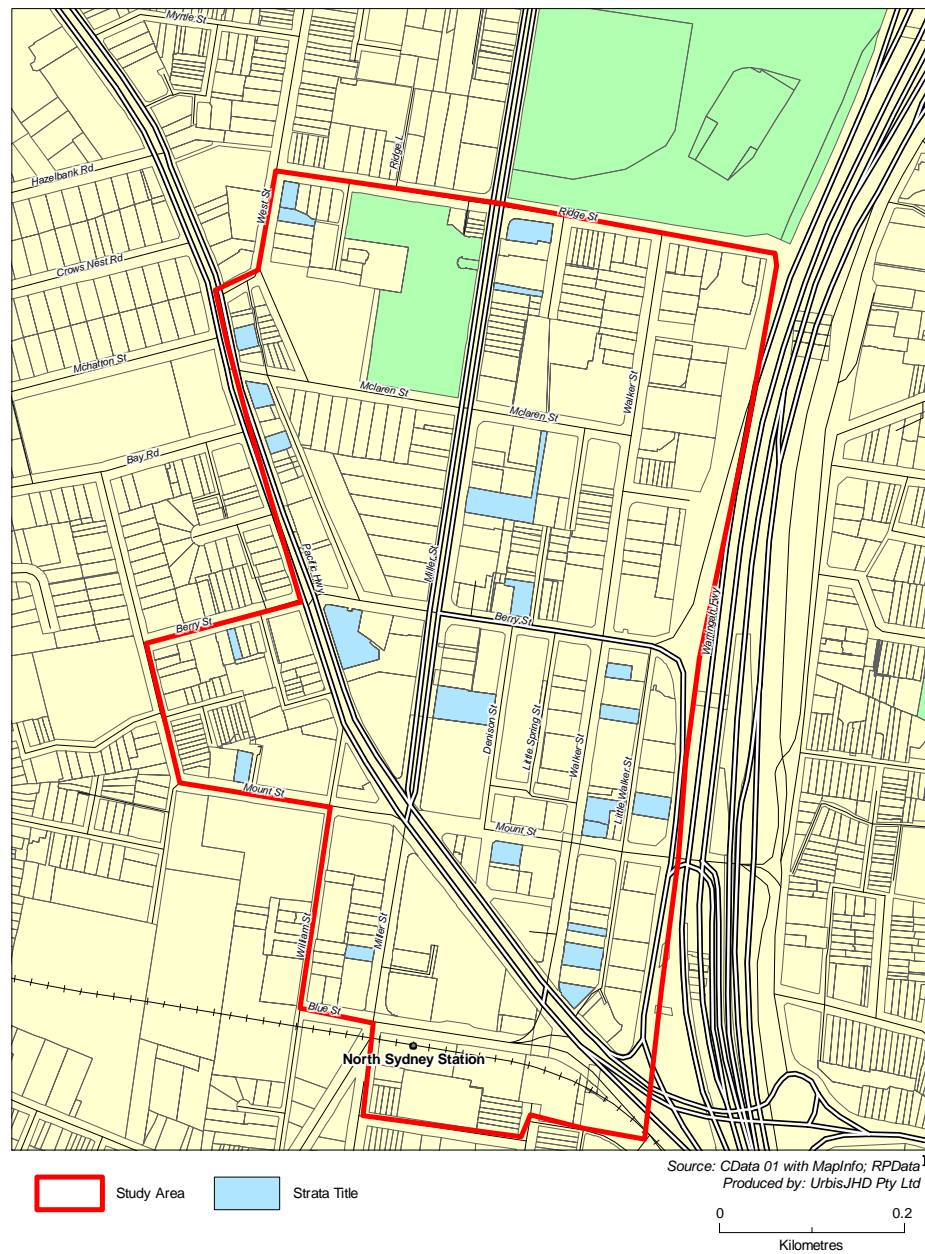 Myrtle St
Ridge L
Hazelbank Rd
West St
Ridge St
Crows Nest Rd
Mchatton St
Mclaren St
Walker St
Mclaren St
Bay Rd
Pacific Hwy
Miller St
Berry St
Berry St
Warringah Fwy
Denison St
Little Spring St
Walker St
Little Walker St
Mount St
Mount St
William St
Miller St
Blue St
North Sydney Station
Source: CData 01 with MapInfo; RPData
Produced by: UrbisJHD Pty Ltd
Study Area
Strata Title
0 0.2
Kilometres